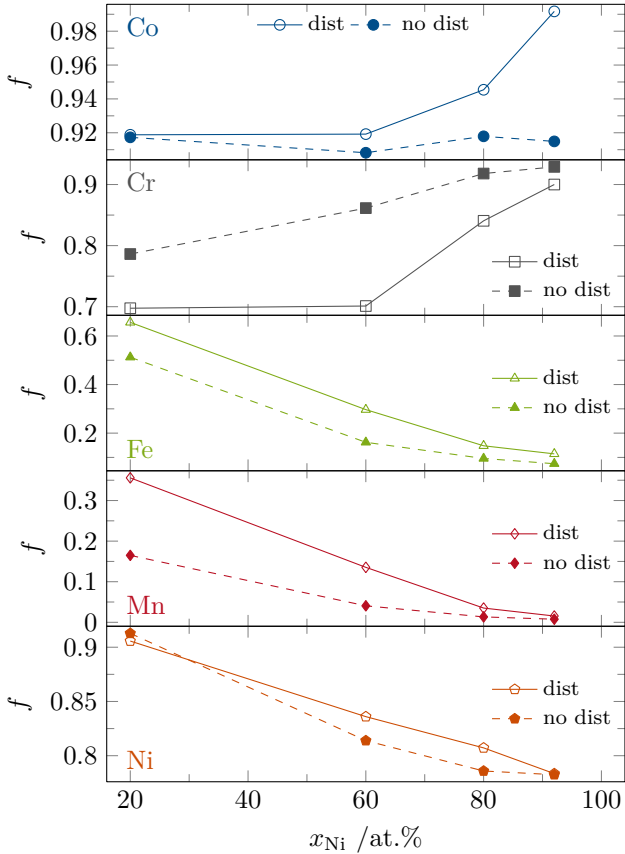 0.98
Co
dist
no dist
0.96
f
0.94
0.92
Cr
0.9
f
0.8
dist
no dist
0.7
0.6
f
dist
0.4
no dist
0.2
Fe
0.3
f
dist
0.2
no dist
0.1
Mn
0
0.9
f
dist
0.85
no dist
0.8
Ni
20 40 60 80 100
xNi /at.%